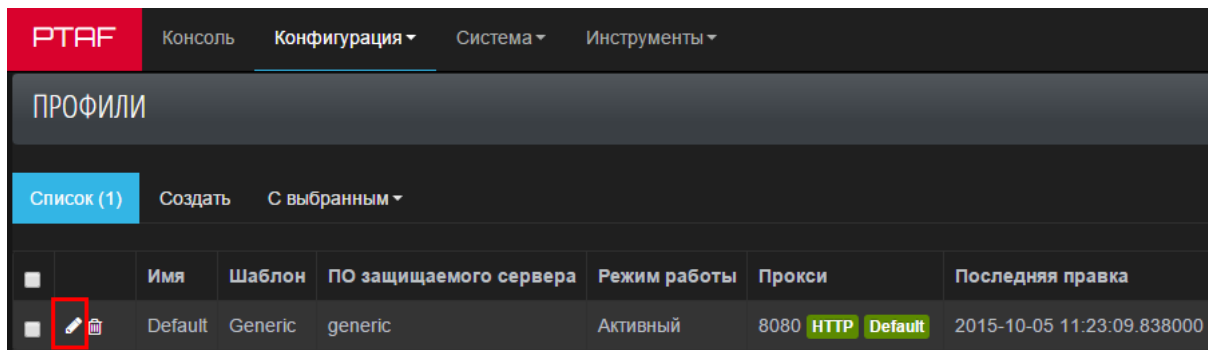 PTAF Консоль Конфигурация Система Инструменты
ПРОФИЛИ
Список (1) Создать С выбранным
Имя Шаблон ПО защищаемого сервера Режим работы Прокси Последняя правка
Default Generic generic Активный 8080 HTTP Default 2015-10-05 11:23:09.838000